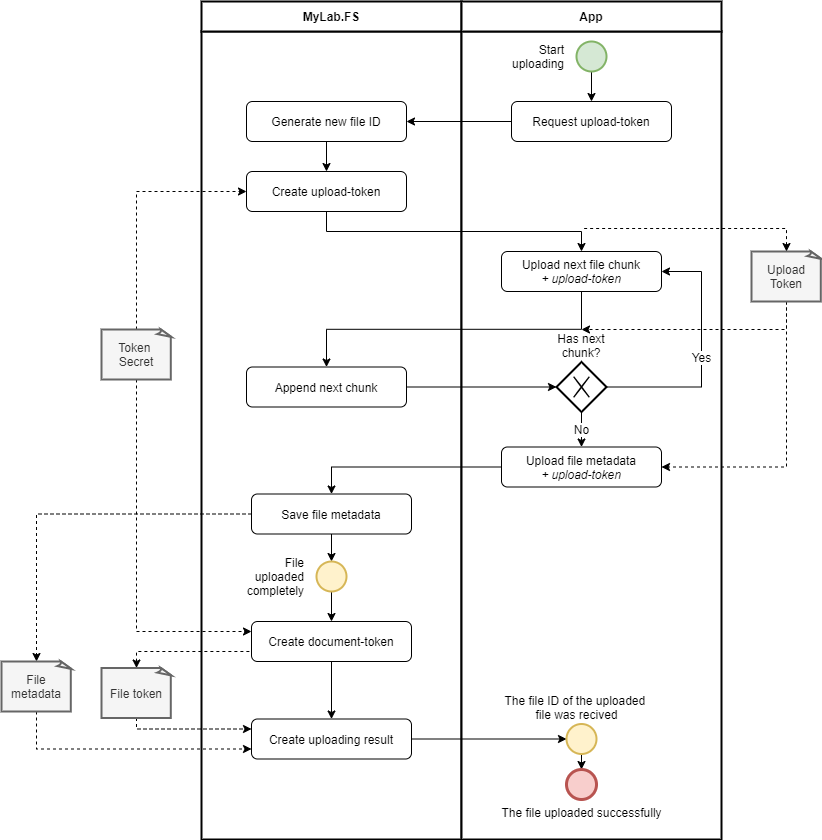 MyLab.FS
App
Start
uploading
Generate new file ID
Request upload-token
Create upload-token
Upload next file chunk
+ upload-token
Upload
Token
Token
Secret
Has next
chunk?
Yes
Append next chunk
No
Upload file metadata
+ upload-token
Save file metadata
File
uploaded
completely
Create document-token
File
metadata
File token
The file ID of the uploaded
file was recived
Create uploading result
The file uploaded successfully